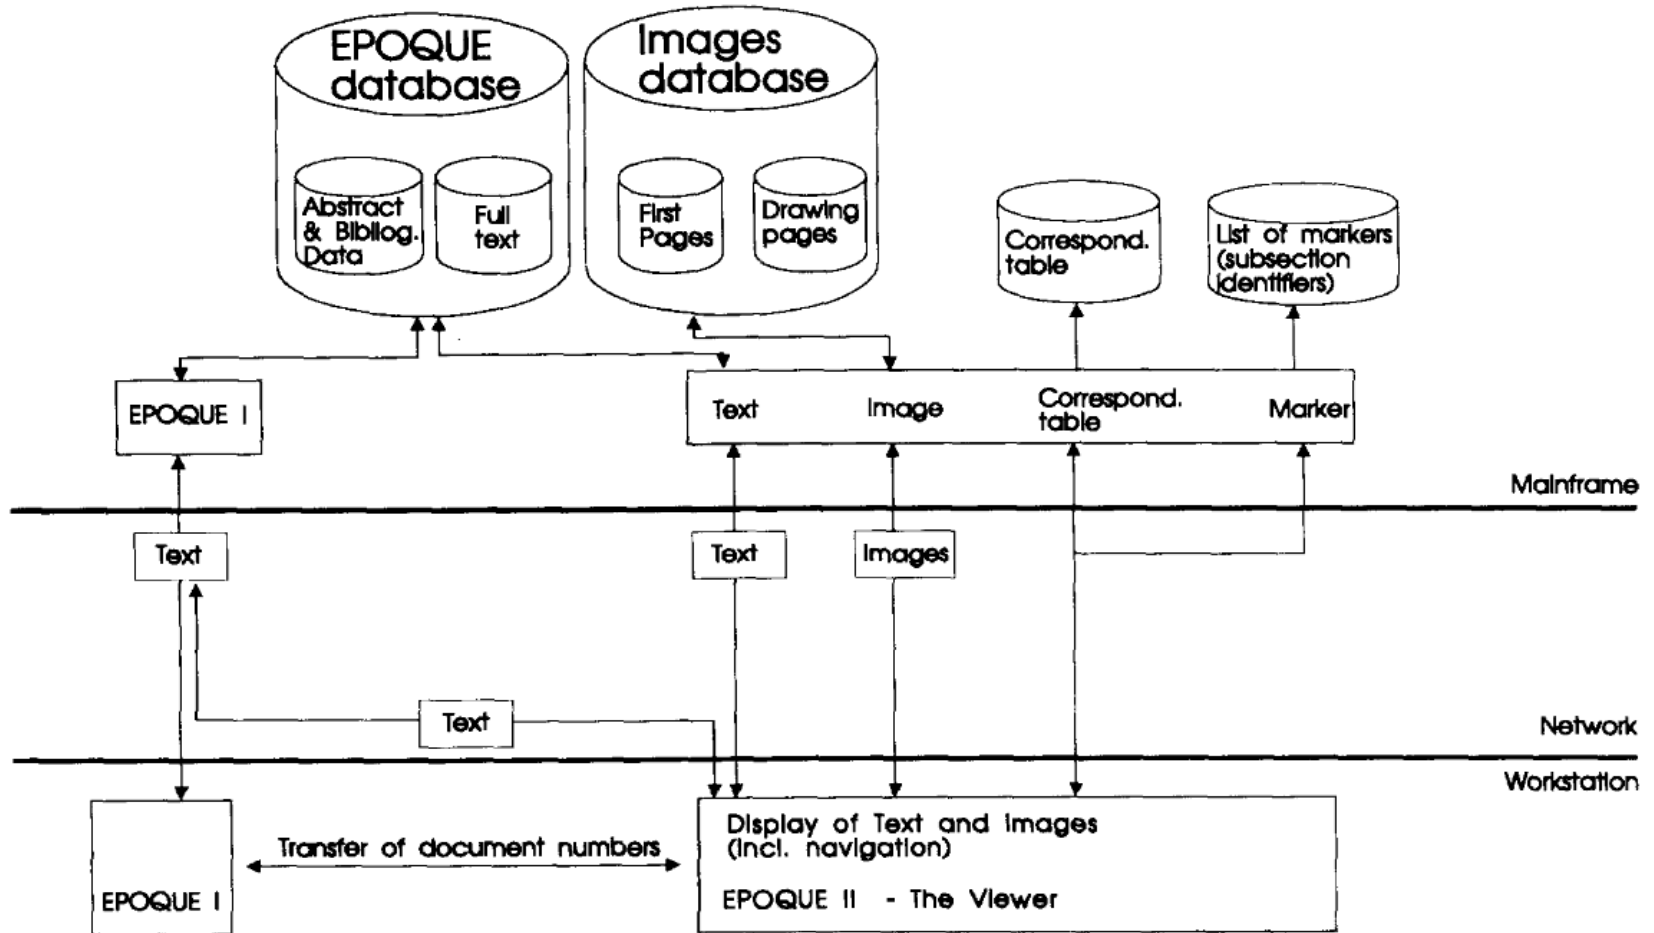 EPOQUE
database
Images
database
Abstract
& Bibliog.
Data
Full
text
First
Pages
Drawing
pages
Correspond.
table
List of markers
(subsection
identifiers)
EPOQUE I
Text
Image
Correspond.
table
Marker
Mainframe
Text
Text
Images
Text
Network
Workstation
EPOQUE I
Transfer of document numbers
Display of Text and Images
(incl. navigation)
EPOQUE II - The Viewer